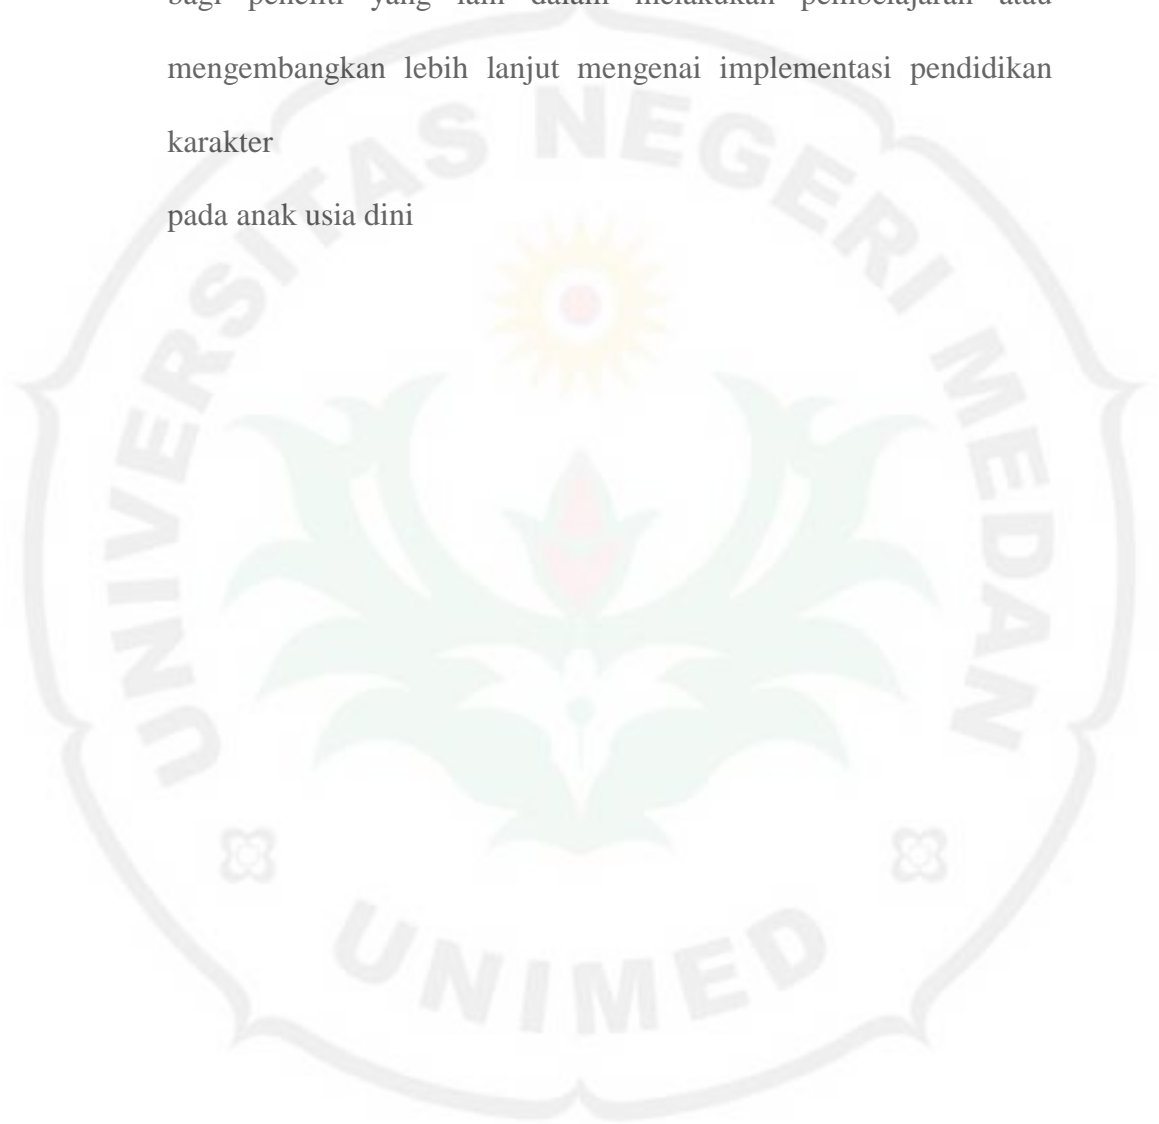 bagi peneliti yang lain dalam melakukan pembelajaran atau
mengembangkan lebih lanjut mengenai implementasi pendidikan
karakter
pada anak usia dini
UNIVERSITAS NEGERI MEDAN
UNIMED